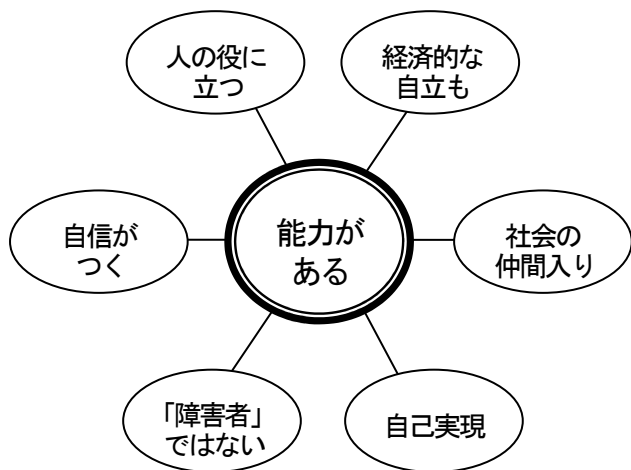 人の役に
立つ
経済的な
自立も
自信が
つく
能力が
ある
社会の
仲間入り
「障害者」
ではない
自己実現